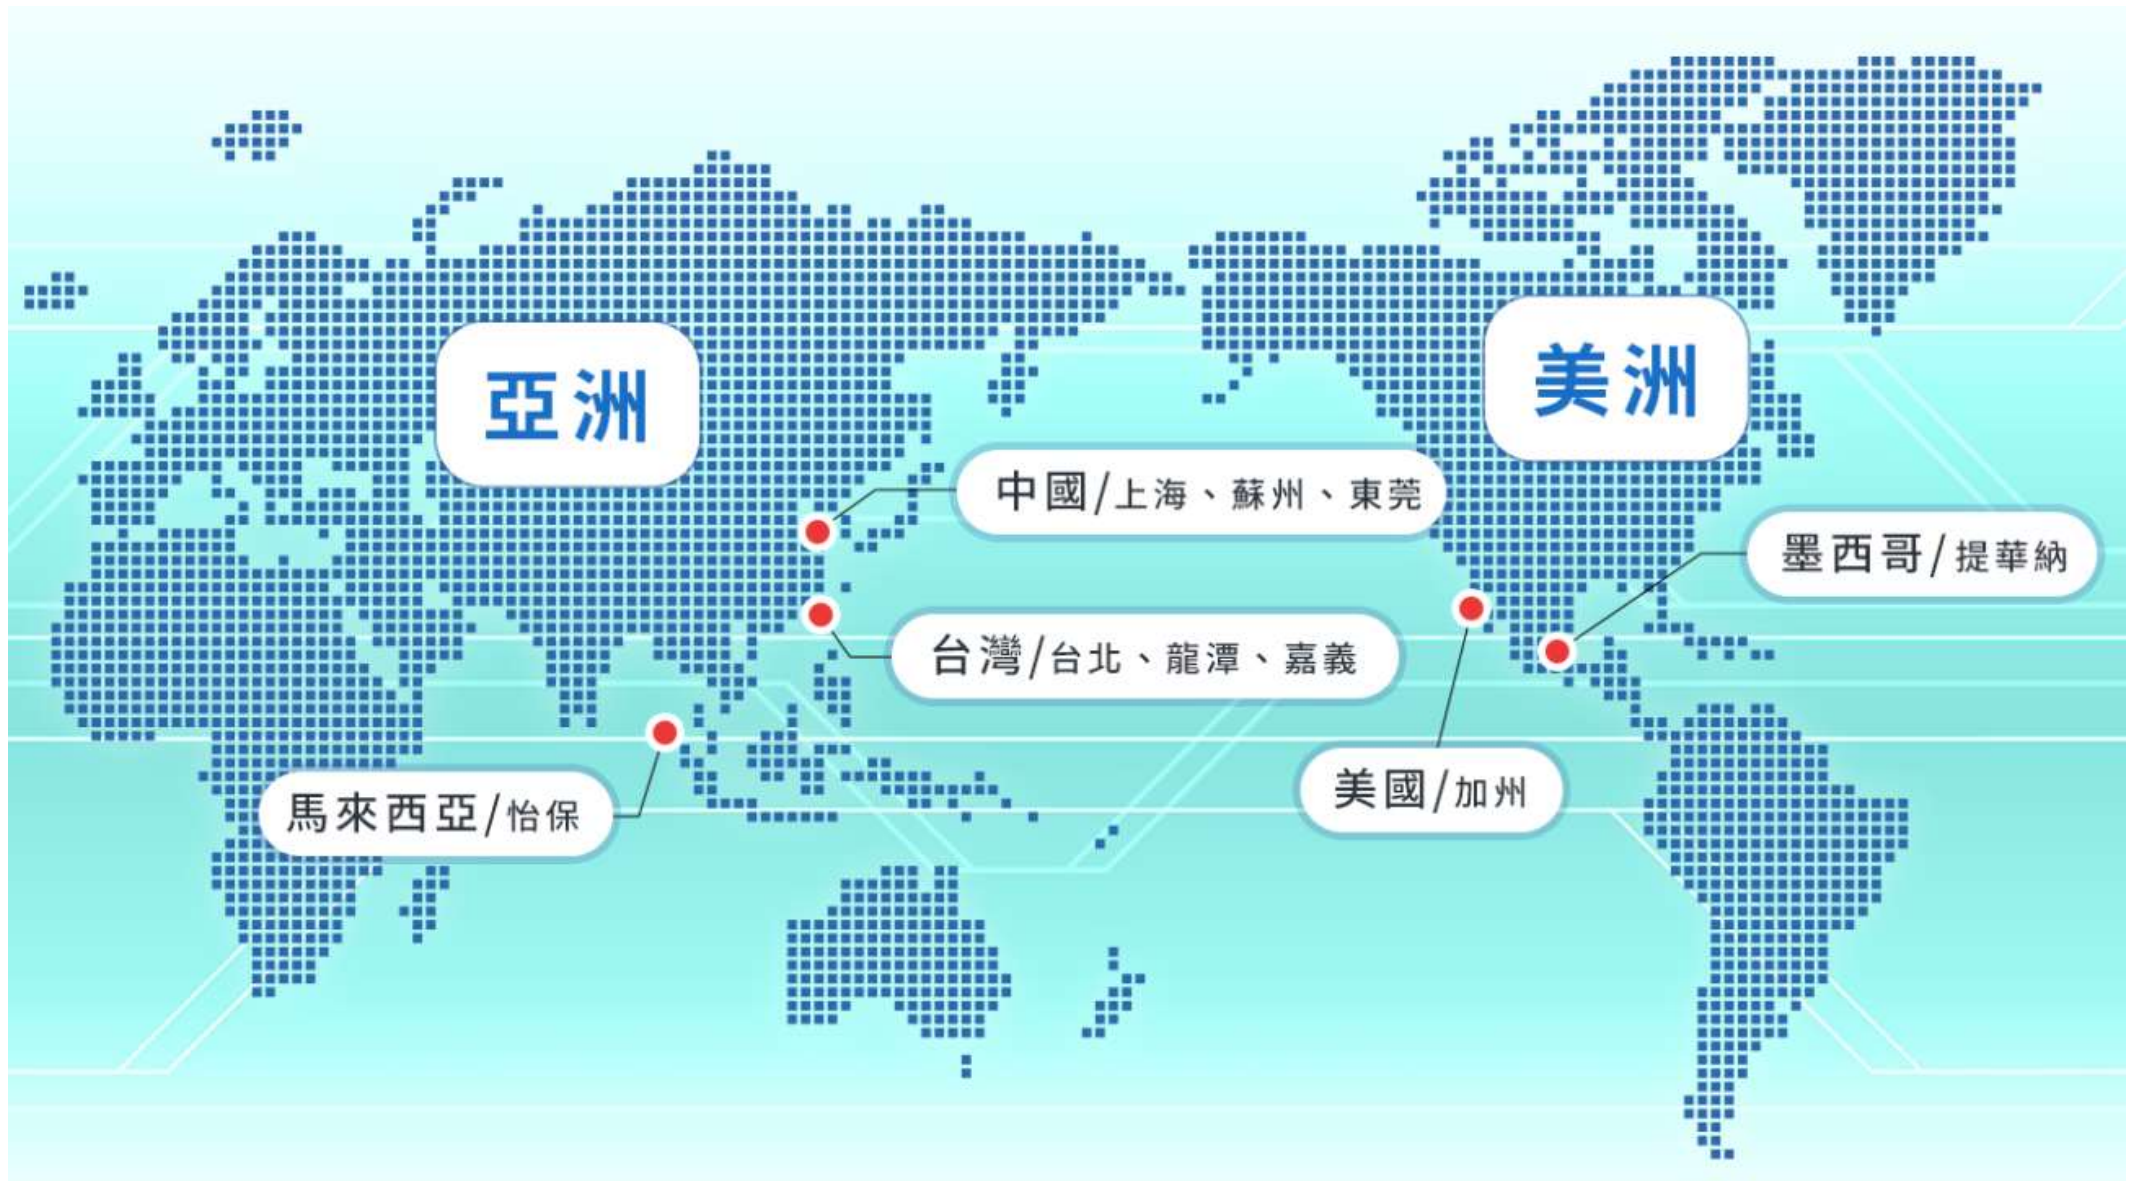 亞洲
美洲
中國/上海、蘇州、東莞
墨西哥/提華納
台灣/台北、龍潭、嘉義
美國/加州
馬來西亞/怡保